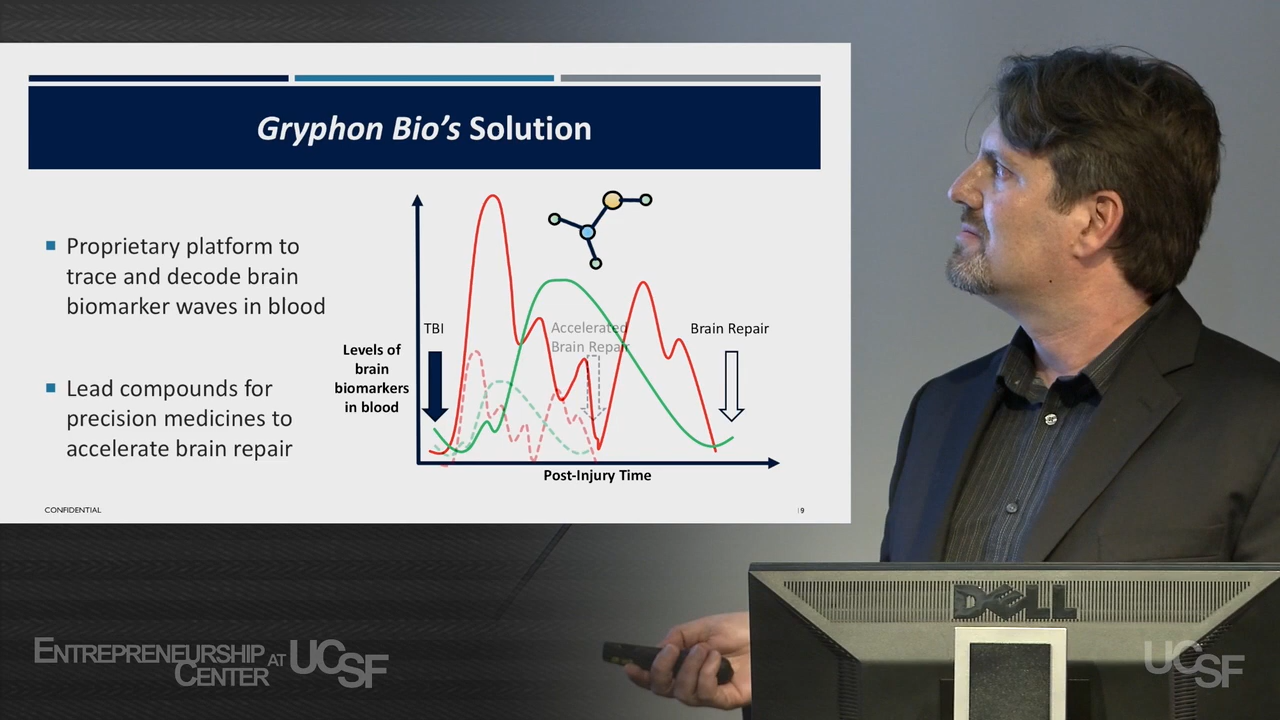 Gryphon Bio's Solution
Proprietary platform to
trace and decode brain
biomarker waves in blood
Lead compounds for
precision medicines to
accelerate brain repair
Levels of
brain
biomarkers
in blood
TBI
Accelerated
Brain Repair
Brain Repair
Post-Injury Time
CONFIDENTIAL
9
DELL
ENTREPRENEURSHIP
CENTER AT UCSF
UCSF